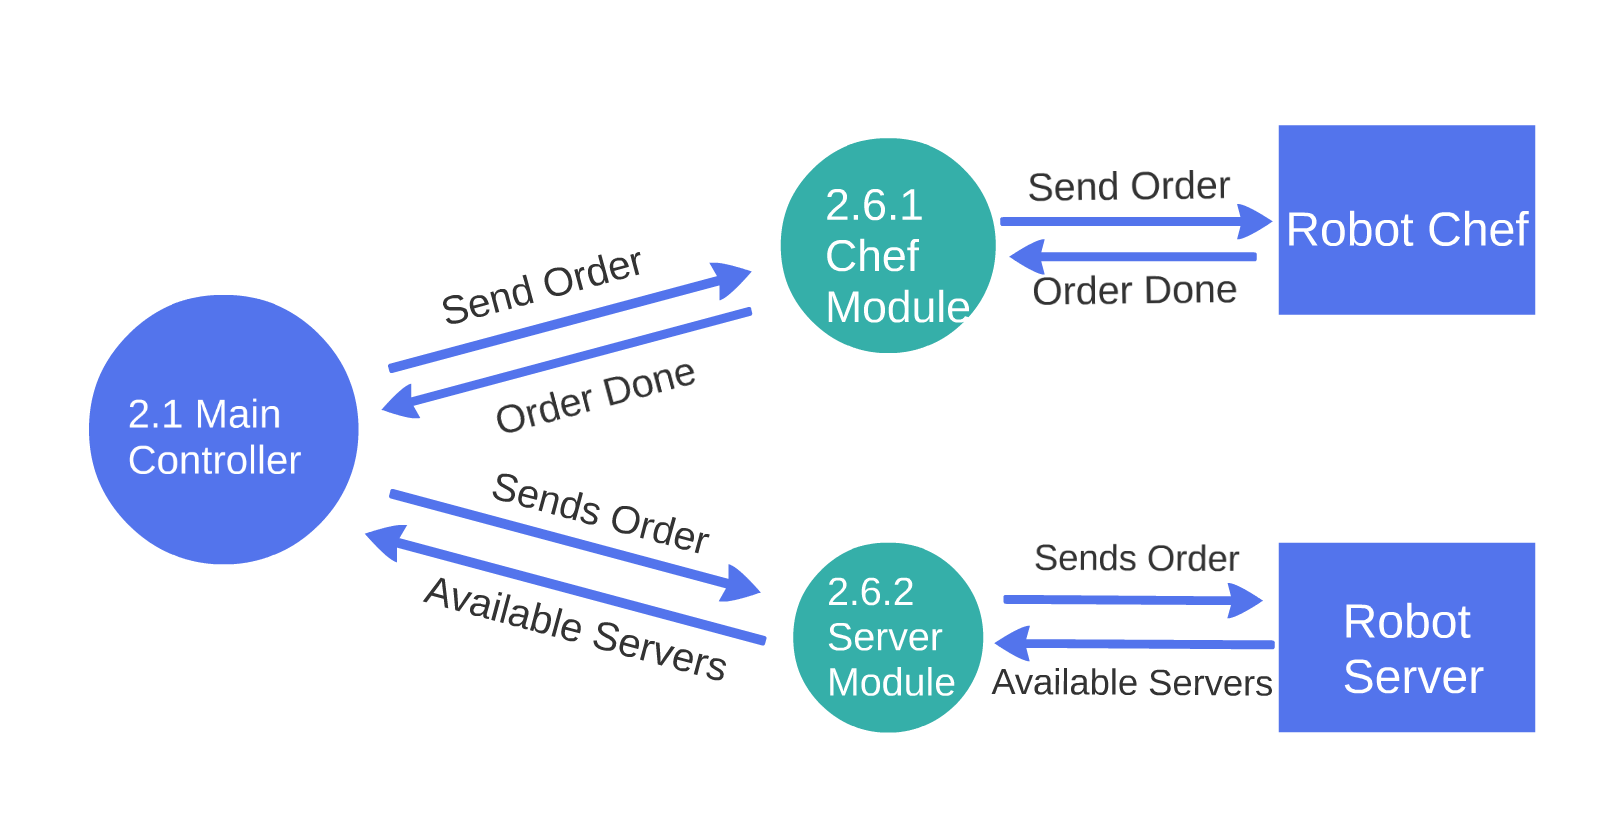 2.1 Main
Controller
Send Order
Order Done
Sends Order
Available Servers
2.6.1
Chef
Module
Send Order
Order Done
Robot Chef
2.6.2
Server
Module
Sends Order
Available Servers
Robot
Server